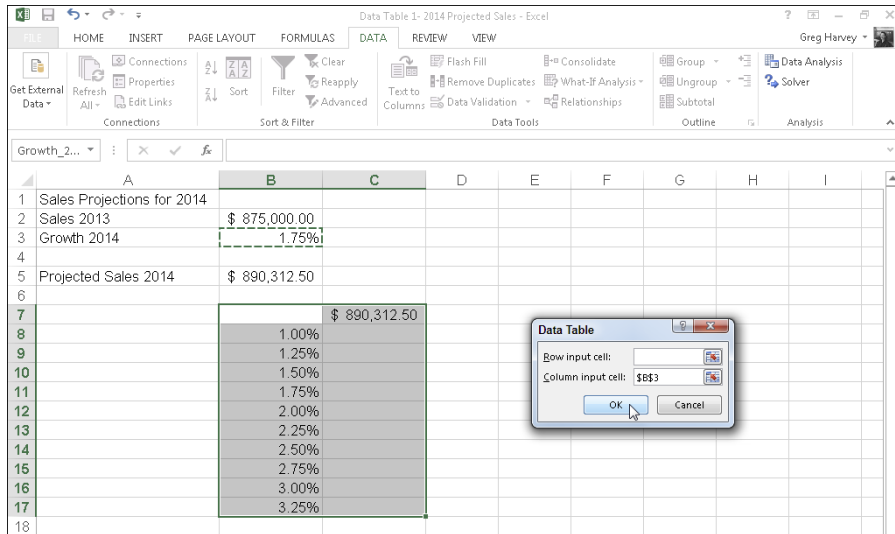 Data Table 1- 2014 Projected Sales - Excel
FILE HOME INSERT PAGE LAYOUT FORMULAS DATA REVIEW VIEW Greg Harvey
Get External Data
Refresh All
Connections
Properties
Edit Links
Connections
Sort
Filter
Clear
Reapply
Advanced
Sort & Filter
Text to Columns
Flash Fill
Remove Duplicates
Data Validation
Consolidate
What-If Analysis
Relationships
Data Tools
Group
Ungroup
Subtotal
Outline
Data Analysis
Solver
Analysis
Growth_2... fx
A B C D E F G H I
1 Sales Projections for 2014
2 Sales 2013 $ 875,000.00
3 Growth 2014 1.75%
4
5 Projected Sales 2014 $ 890,312.50
6
7 $ 890,312.50
8 1.00%
9 1.25%
10 1.50%
11 1.75%
12 2.00%
13 2.25%
14 2.50%
15 2.75%
16 3.00%
17 3.25%
18
Data Table
Row input cell:
Column input cell: $B$3
OK Cancel